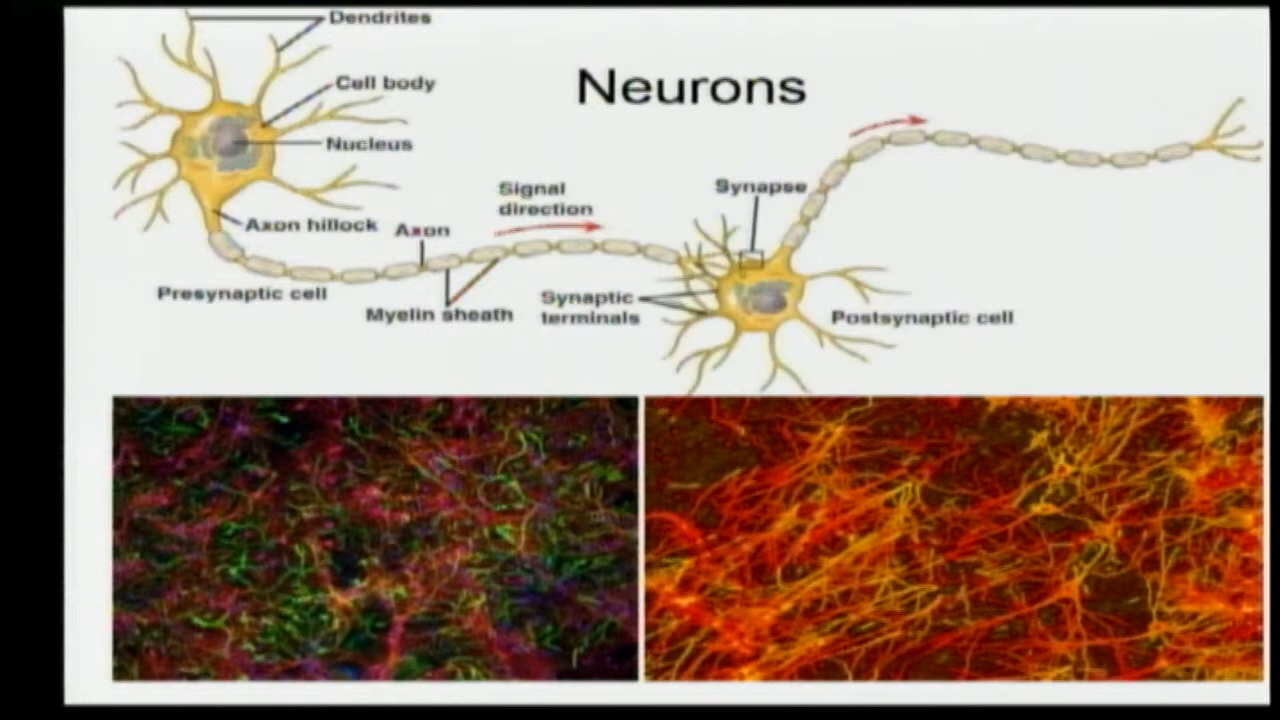 Dendrites
Neurons
Cell body
Nucleus
Signal
direction
Synapse
Axon hillock
Axon
Presynaptic cell
Myelin sheath
Synaptic
terminals
Postsynaptic cell